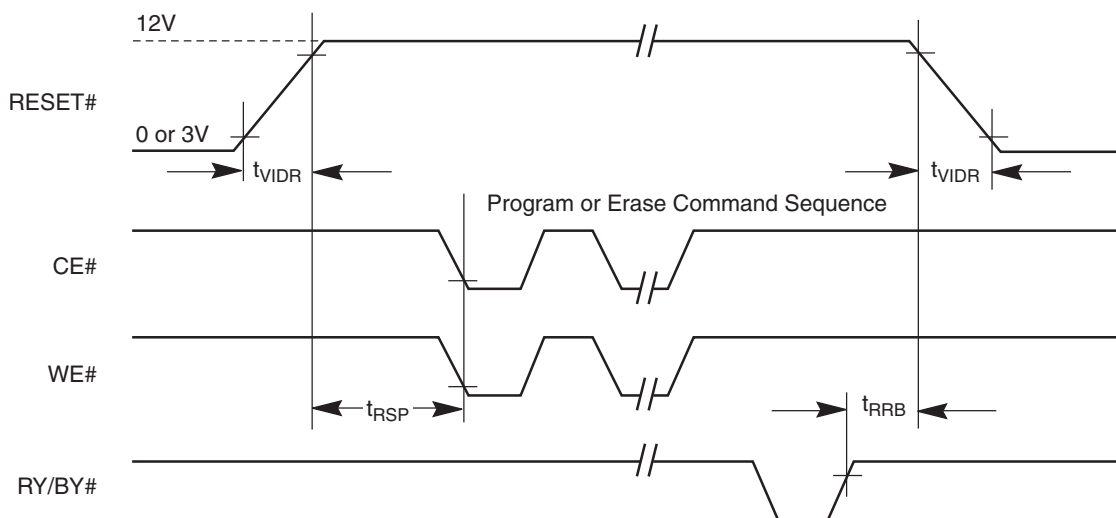 12V
RESET#
0 or 3V
tVIDR
tVIDR
Program or Erase Command Sequence
CE#
WE#
tRSP
tRRB
RY/BY#